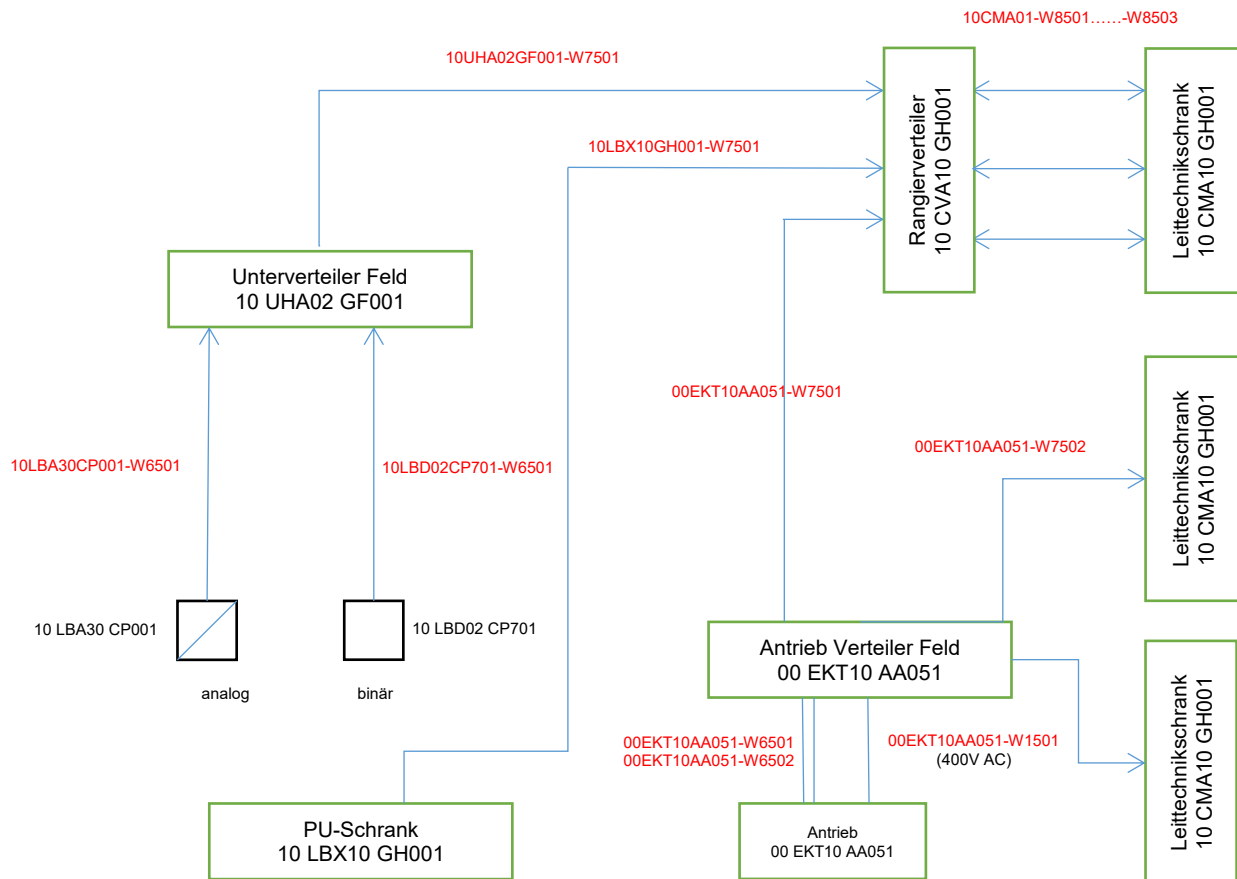 10CMA01-W8501……-W8503
10UHA02GF001-W7501
Rangierverteiler
10 CVA10 GH001
Leittechnikschrank
10 CMA10 GH001
10LBX10GH001-W7501
Unterverteiler Feld
10 UHA02 GF001
00EKT10AA051-W7501
Leittechnikschrank
10 CMA10 GH001
00EKT10AA051-W7502
10LBA30CP001-W6501
10LBD02CP701-W6501
10 LBA30 CP001
10 LBD02 CP701
analog
binär
Antrieb Verteiler Feld
00 EKT10 AA051
Leittechnikschrank
10 CMA10 GH001
00EKT10AA051-W6501
00EKT10AA051-W6502
00EKT10AA051-W1501
(400V AC)
PU-Schrank
10 LBX10 GH001
Antrieb
00 EKT10 AA051